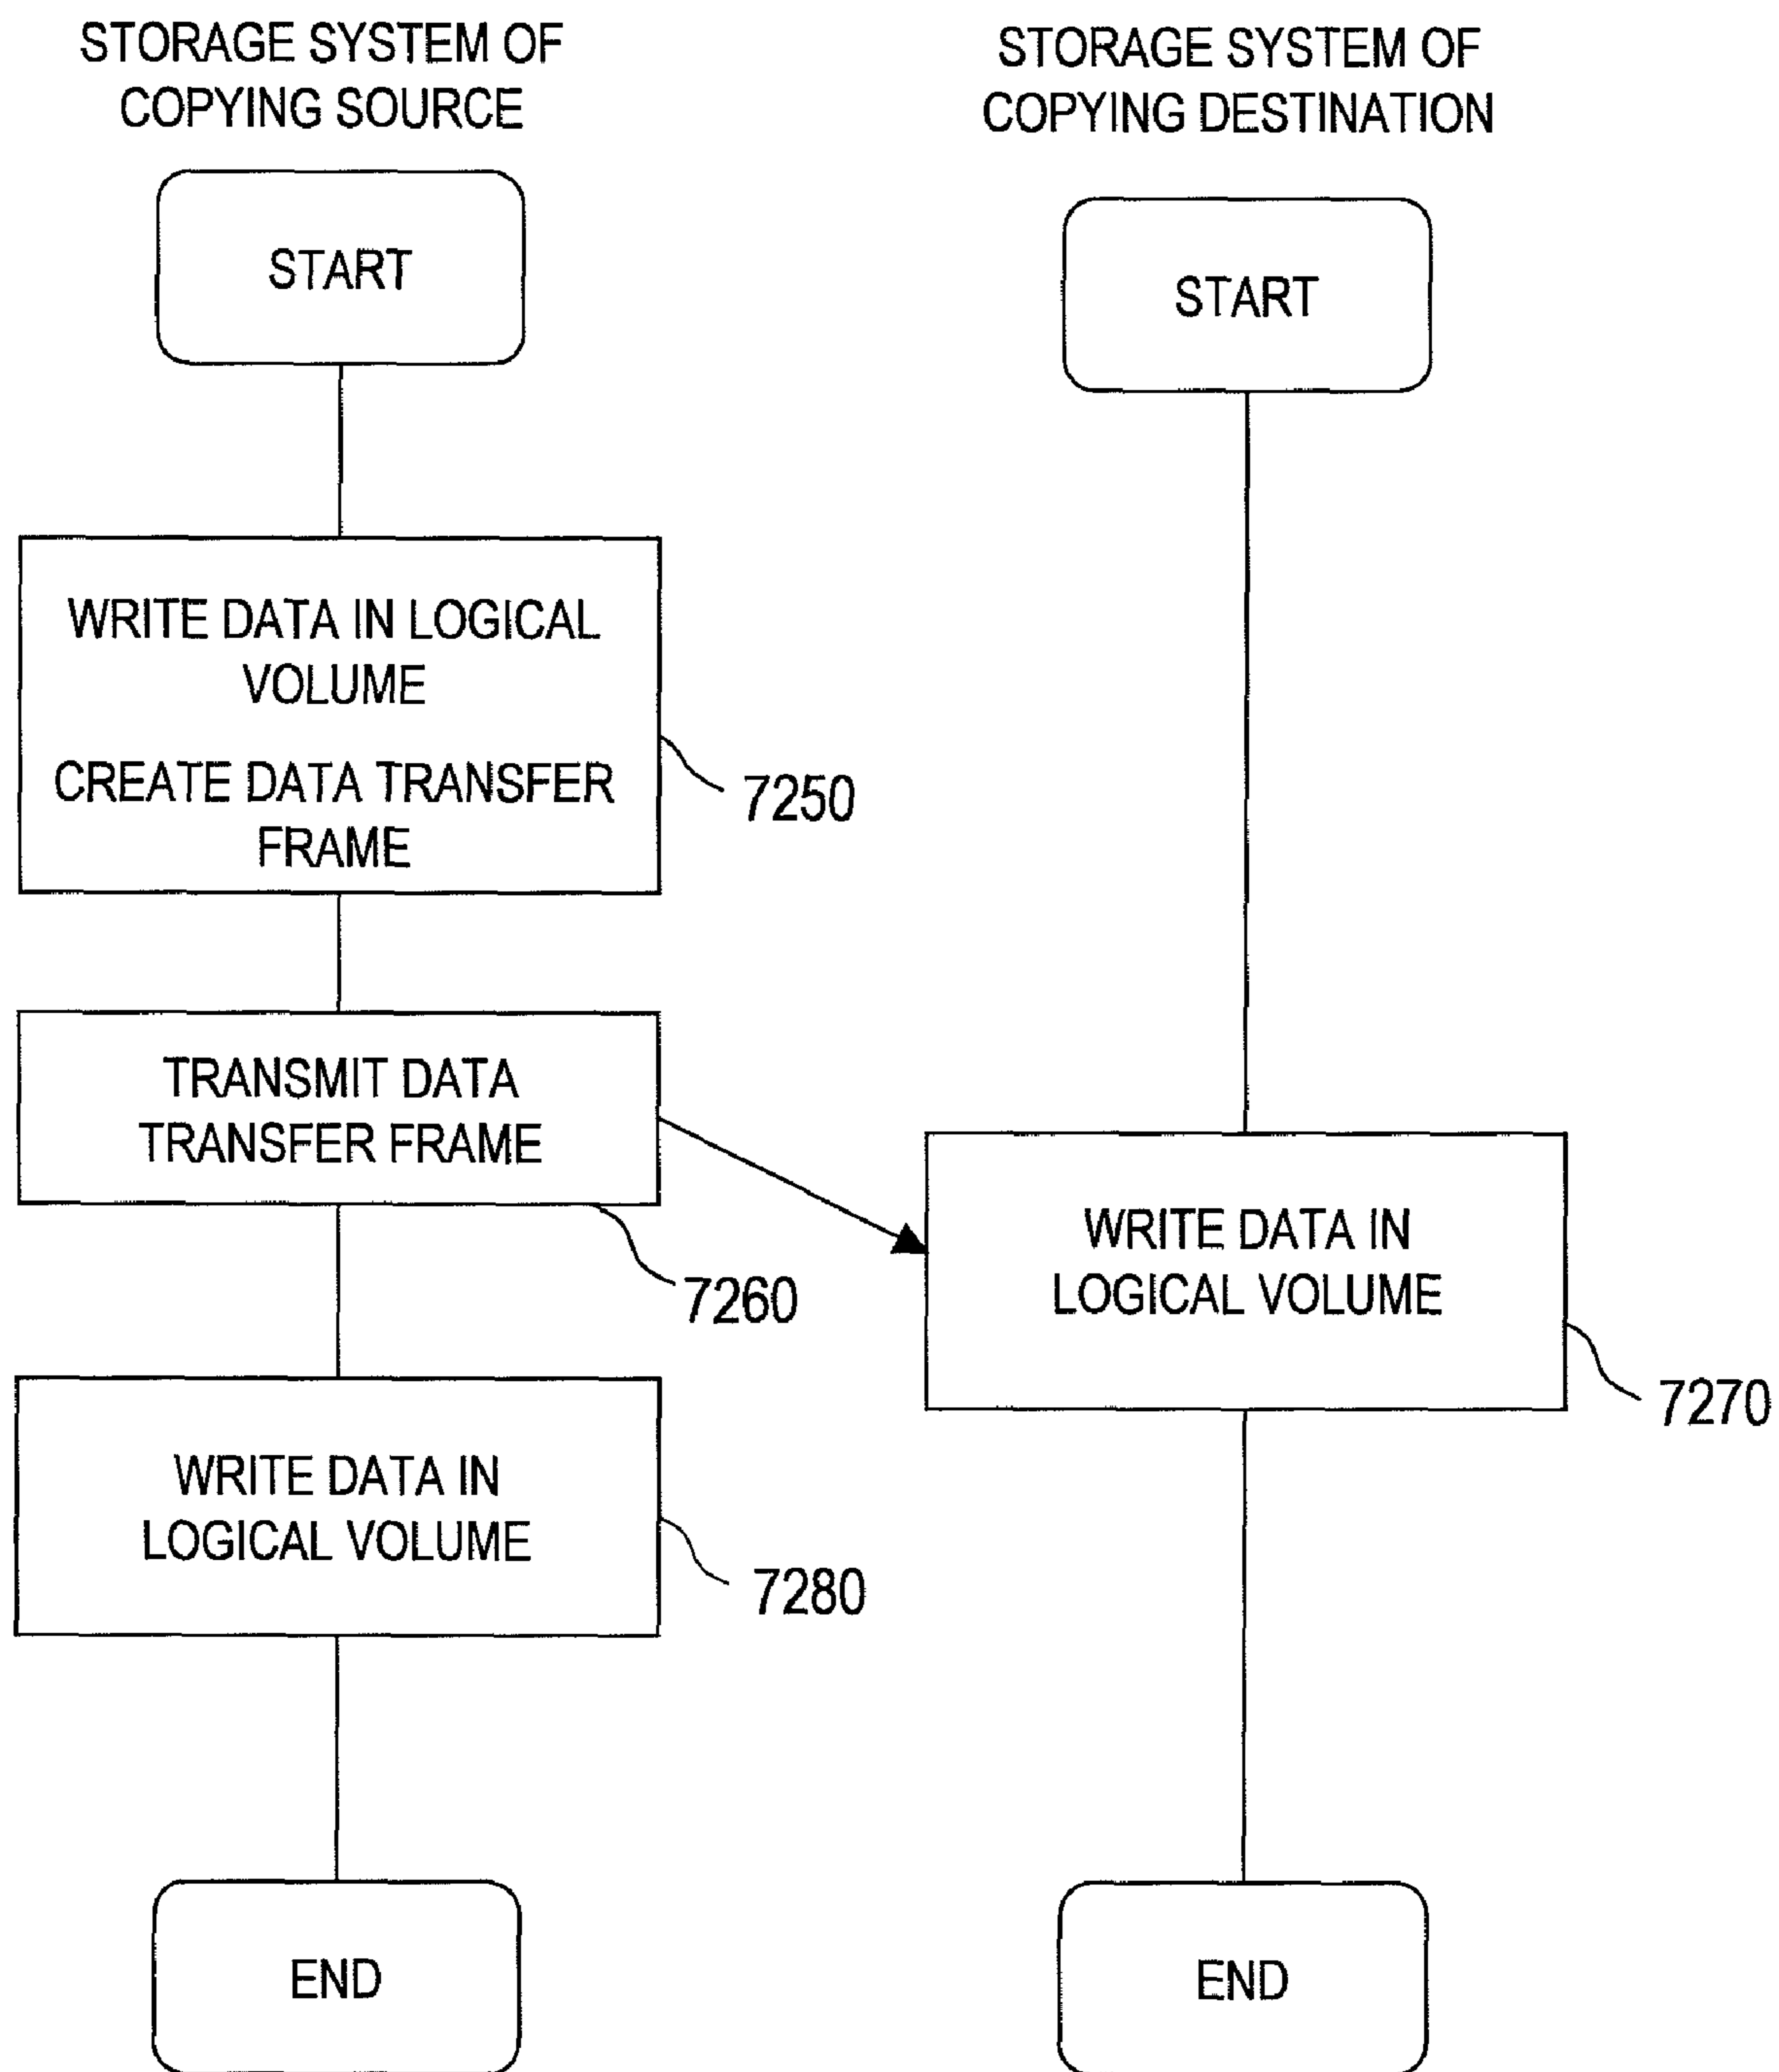 STORAGE SYSTEM OF
COPYING SOURCE
START
WRITE DATA IN LOGICAL
VOLUME
CREATE DATA TRANSFER
FRAME
7250
TRANSMIT DATA
TRANSFER FRAME
7260
WRITE DATA IN
LOGICAL VOLUME
7280
END
STORAGE SYSTEM OF
COPYING DESTINATION
START
WRITE DATA IN
LOGICAL VOLUME
7270
END